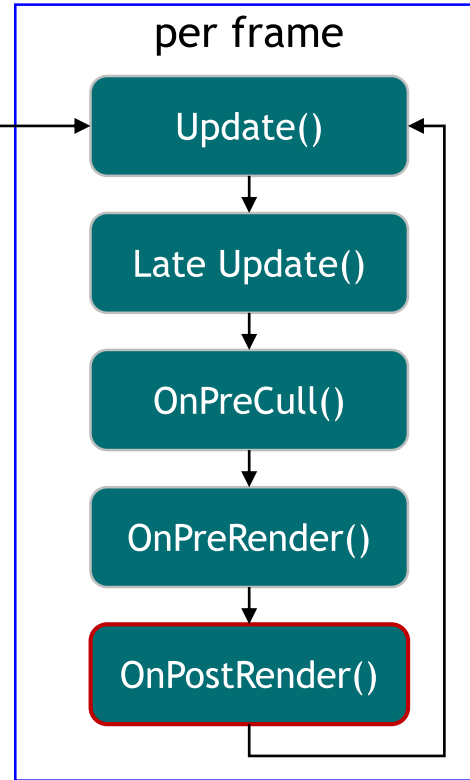 per frame
Update()
Late Update()
OnPreCull()
OnPreRender()
OnPostRender()